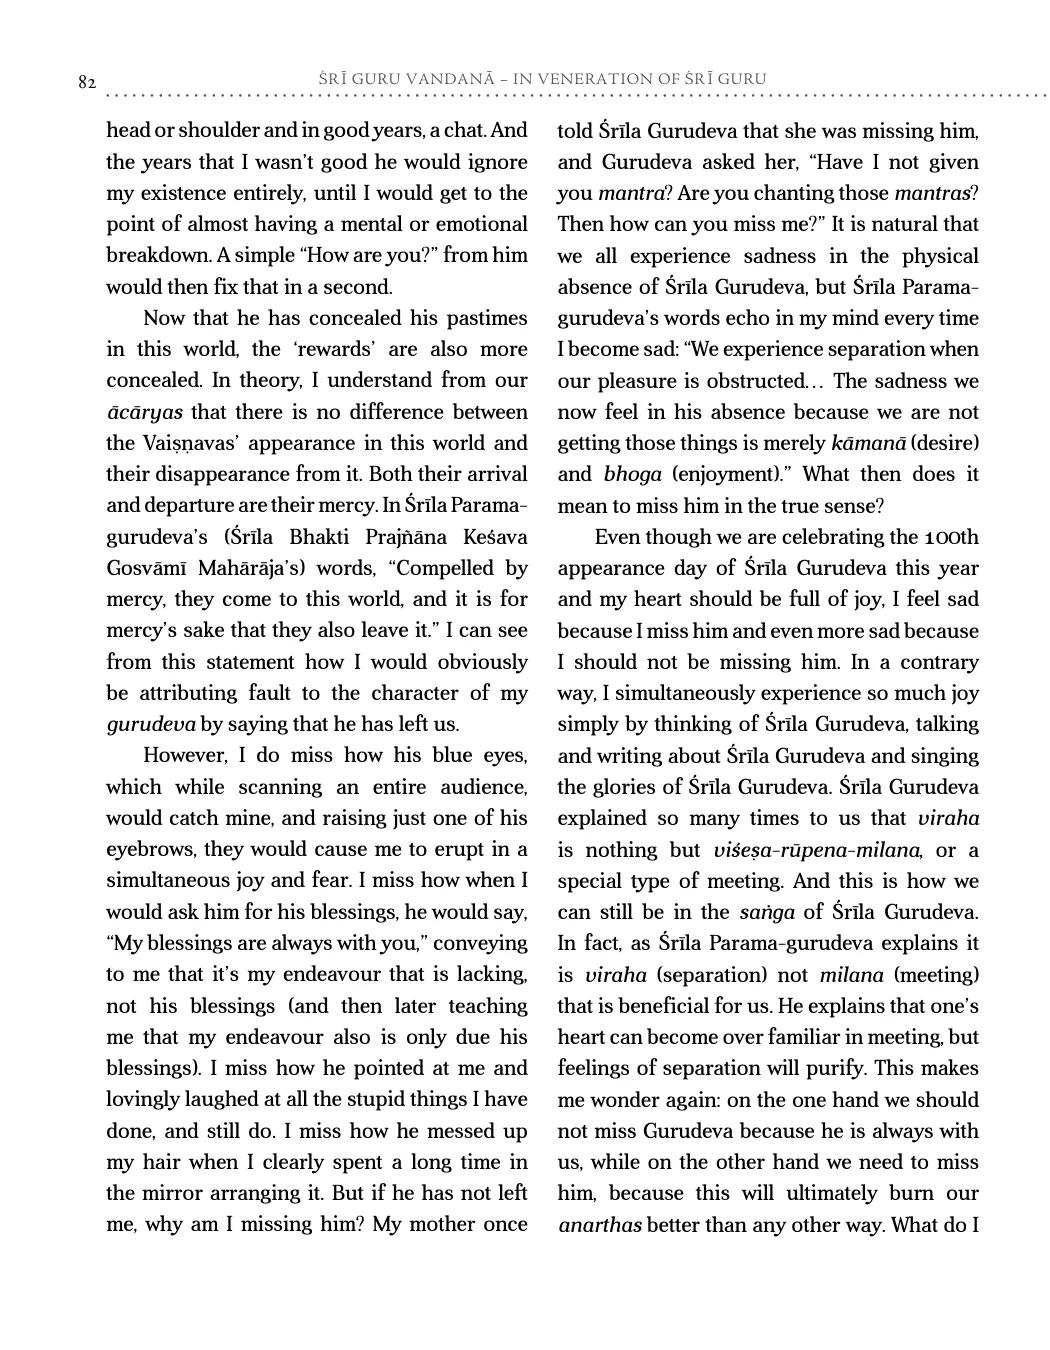 82
ŚRĪ GURU VANDANĀ – IN VENERATION OF ŚRĪ GURU
head or shoulder and in good years, a chat. And
the years that I wasn’t good he would ignore
my existence entirely, until I would get to the
point of almost having a mental or emotional
breakdown. A simple “How are you?” from him
would then fix that in a second.
Now that he has concealed his pastimes
in this world, the ‘rewards’ are also more
concealed. In theory, I understand from our
ācāryas that there is no difference between
the Vaiṣṇavas’ appearance in this world and
their disappearance from it. Both their arrival
and departure are their mercy. In Śrīla Parama-
gurudeva’s (Śrīla Bhakti Prajñāna Keśava
Gosvāmī Mahārāja’s) words, “Compelled by
mercy, they come to this world, and it is for
mercy’s sake that they also leave it.” I can see
from this statement how I would obviously
be attributing fault to the character of my
gurudeva by saying that he has left us.
However, I do miss how his blue eyes,
which while scanning an entire audience,
would catch mine, and raising just one of his
eyebrows, they would cause me to erupt in a
simultaneous joy and fear. I miss how when I
would ask him for his blessings, he would say,
“My blessings are always with you,” conveying
to me that it’s my endeavour that is lacking,
not his blessings (and then later teaching
me that my endeavour also is only due his
blessings). I miss how he pointed at me and
lovingly laughed at all the stupid things I have
done, and still do. I miss how he messed up
my hair when I clearly spent a long time in
the mirror arranging it. But if he has not left
me, why am I missing him? My mother once
told Śrīla Gurudeva that she was missing him,
and Gurudeva asked her, “Have I not given
you mantra? Are you chanting those mantras?
Then how can you miss me?” It is natural that
we all experience sadness in the physical
absence of Śrīla Gurudeva, but Śrīla Parama-
gurudeva’s words echo in my mind every time
I become sad: “We experience separation when
our pleasure is obstructed… The sadness we
now feel in his absence because we are not
getting those things is merely kāmanā (desire)
and bhoga (enjoyment).” What then does it
mean to miss him in the true sense?
Even though we are celebrating the 100th
appearance day of Śrīla Gurudeva this year
and my heart should be full of joy, I feel sad
because I miss him and even more sad because
I should not be missing him. In a contrary
way, I simultaneously experience so much joy
simply by thinking of Śrīla Gurudeva, talking
and writing about Śrīla Gurudeva and singing
the glories of Śrīla Gurudeva. Śrīla Gurudeva
explained so many times to us that viraha
is nothing but viśeṣa-rūpena-milana, or a
special type of meeting. And this is how we
can still be in the saṅga of Śrīla Gurudeva.
In fact, as Śrīla Parama-gurudeva explains it
is viraha (separation) not milana (meeting)
that is beneficial for us. He explains that one’s
heart can become over familiar in meeting, but
feelings of separation will purify. This makes
me wonder again: on the one hand we should
not miss Gurudeva because he is always with
us, while on the other hand we need to miss
him, because this will ultimately burn our
anarthas better than any other way. What do I